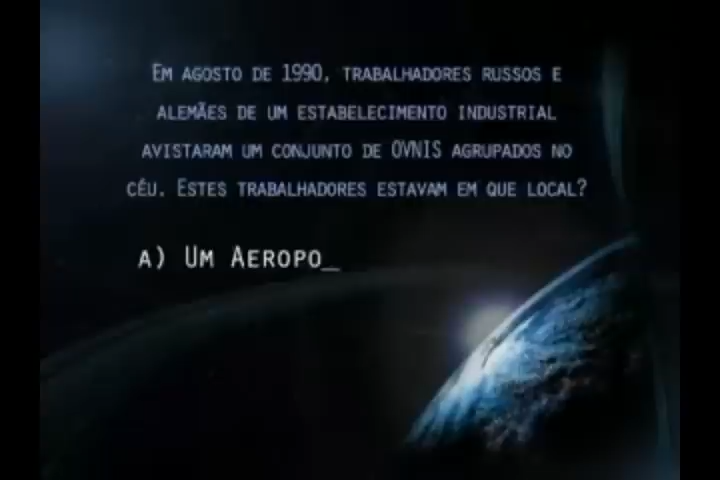 Em agosto de 1990, trabalhadores russos e
alemães de um estabelecimento industrial
avistaram um conjunto de OVNIS agrupados no
céu. Estes trabalhadores estavam em que local?
a) Um Aeropo_